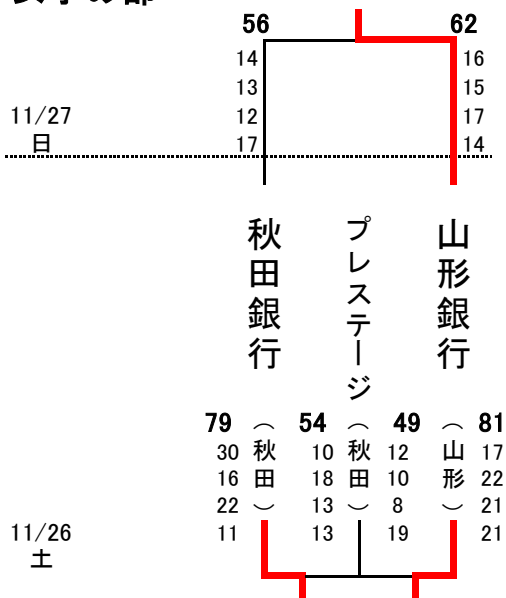 56 62
14 16
13 15
11/27 12 17
日 17 14
秋田銀行
プレステージ
山形銀行
79 54 49 81
（秋田）
（秋田）
（山形）
30 10 12 17
16 18 10 22
22 13 8 21
11/26 11 13 19 21
土